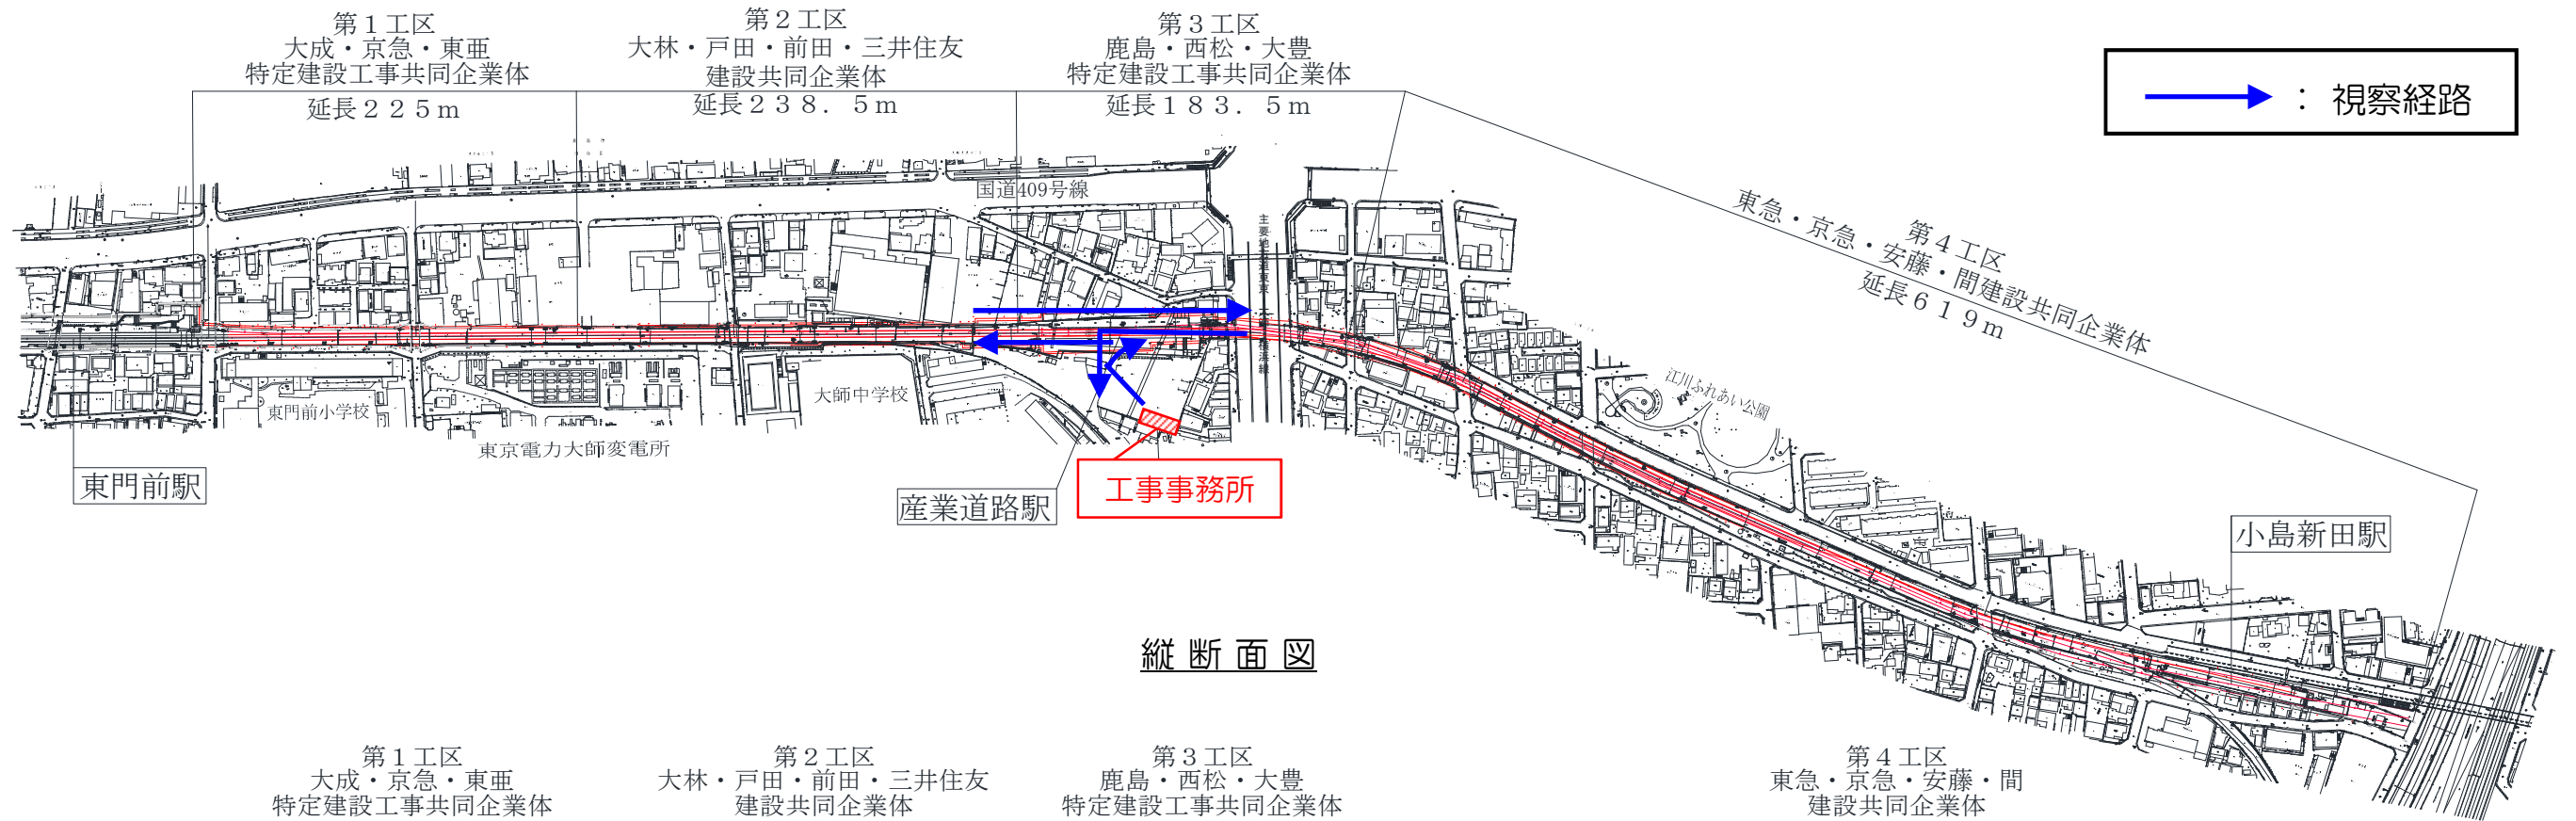 第１工区
大成・京急・東亜
特定建設工事共同企業体
延長２２５ｍ
第２工区
大林・戸田・前田・三井住友
建設共同企業体
延長２３８．５ｍ
第３工区
鹿島・西松・大豊
特定建設工事共同企業体
延長１８３．５ｍ
：視察経路
第４工区
東急・京急・安藤・間建設共同企業体
延長６１９ｍ
国道409号線
江川ふれあい公園
大師中学校
東門前小学校
東京電力大師変電所
東門前駅
産業道路駅
工事事務所
小島新田駅
縦断面図
第１工区
大成・京急・東亜
特定建設工事共同企業体
第２工区
大林・戸田・前田・三井住友
建設共同企業体
第３工区
鹿島・西松・大豊
特定建設工事共同企業体
第４工区
東急・京急・安藤・間
建設共同企業体